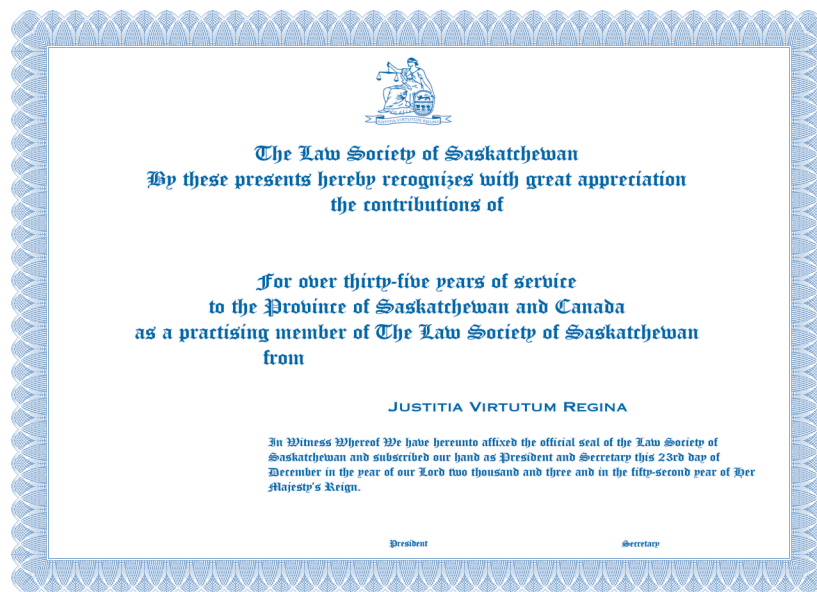 JUSTITIA VIRTUTUM REGINA
The Law Society of Saskatchewan
By these presents hereby recognizes with great appreciation
the contributions of
For over thirty-five years of service
to the Province of Saskatchewan and Canada
as a practising member of The Law Society of Saskatchewan
from
JUSTITIA VIRTUTUM REGINA
In Witness Whereof We have hereunto affixed the official seal of the Law Society of
Saskatchewan and subscribed our hand as President and Secretary this 23rd day of
December in the year of our Lord two thousand and three and in the fifty-second year of Her
Majesty's Reign.
President Secretary